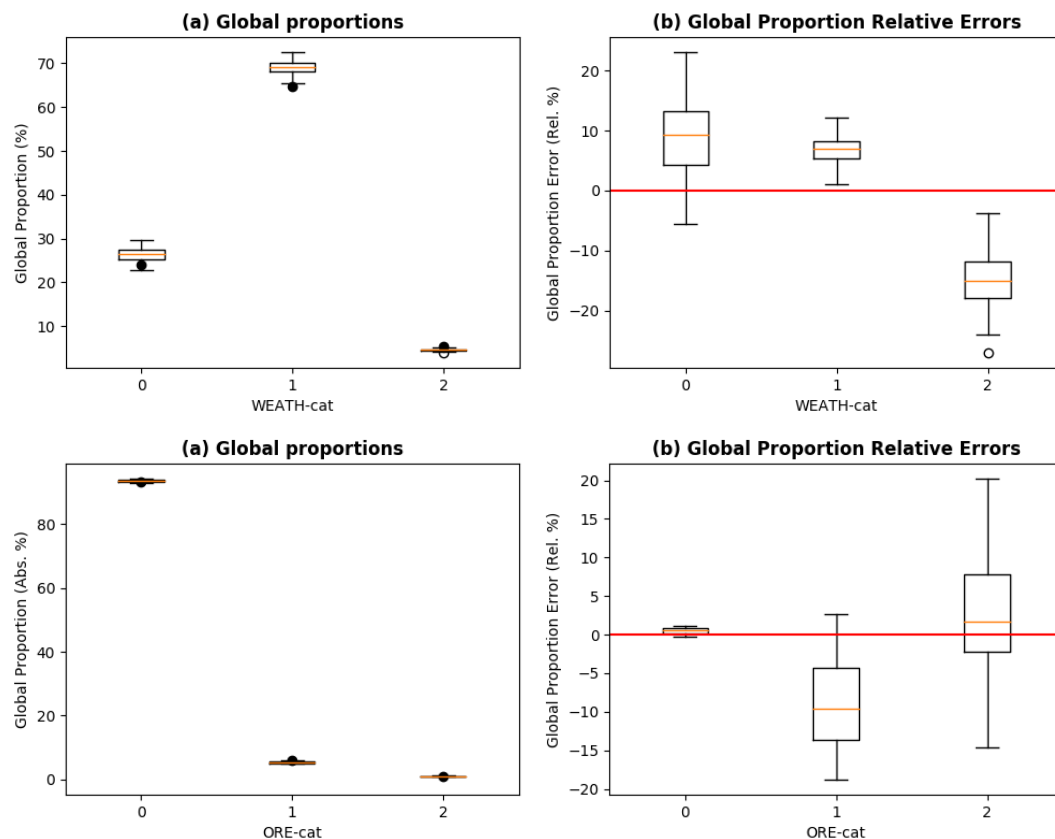 (a) Global proportions
Global Proportion (%)
70
60
50
40
30
20
10
0 1 2
WEATH-cat
(b) Global Proportion Relative Errors
Global Proportion Error (Rel. %)
20
10
0
−10
−20
0 1 2
WEATH-cat
(a) Global proportions
Global Proportion (Abs. %)
80
60
40
20
0
0 1 2
ORE-cat
(b) Global Proportion Relative Errors
Global Proportion Error (Rel. %)
20
15
10
5
0
−5
−10
−15
−20
0 1 2
ORE-cat